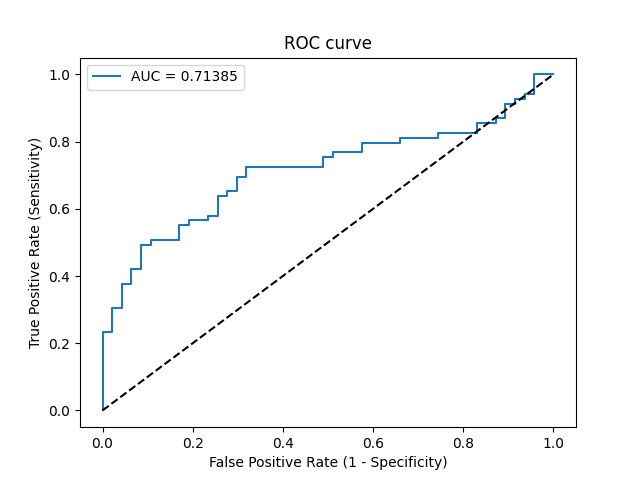 ROC curve
AUC = 0.71385
True Positive Rate (Sensitivity)
1.0
0.8
0.6
0.4
0.2
0.0
0.0 0.2 0.4 0.6 0.8 1.0
False Positive Rate (1 - Specificity)